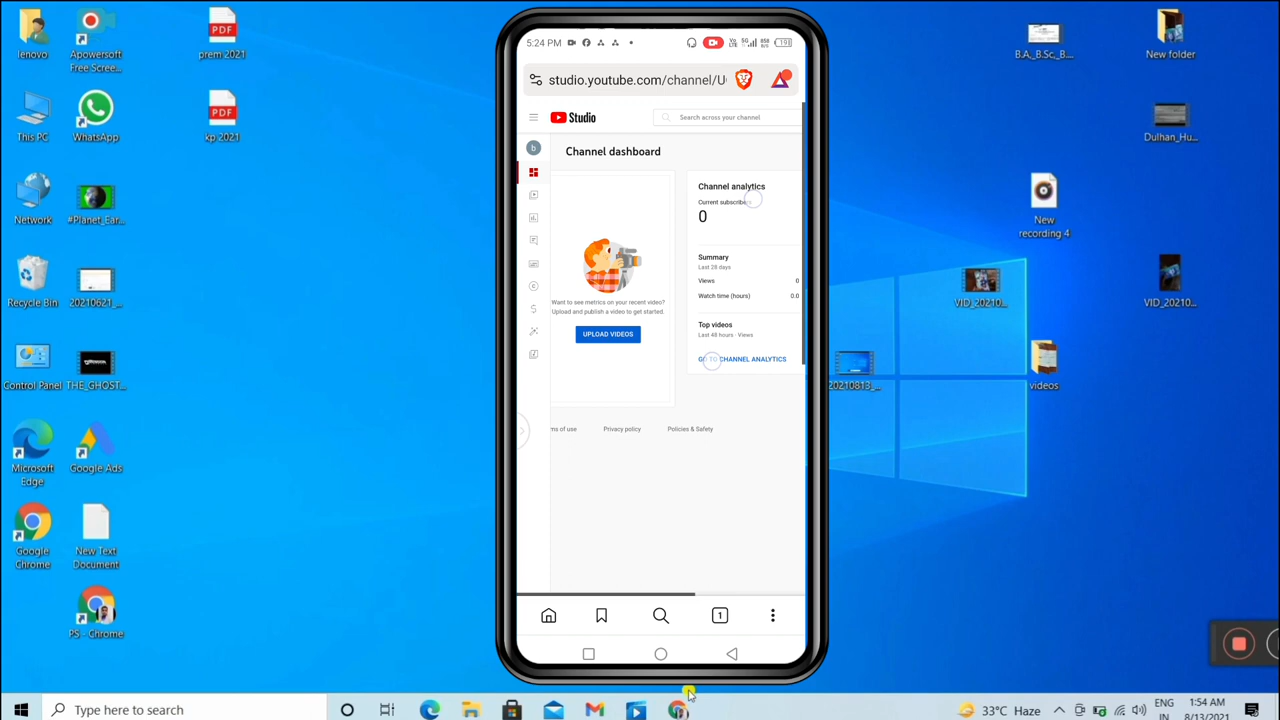 Lenovo
Apowersoft
Free Screen...
prem 2021
This PC
WhatsApp
kp 2021
Network
#Planet_Ear...
Recycle Bin
20210621_...
Control Panel
THE_GHOST...
Microsoft
Edge
Google Ads
Google
Chrome
New Text
Document
PS - Chrome
5:24 PM
studio.youtube.com/channel/U
Studio
Search across your channel
b
Channel dashboard
Want to see metrics on your recent video?
Upload and publish a video to get started.
UPLOAD VIDEOS
Channel analytics
Current subscribers
0
Summary
Last 28 days
Views 0
Watch time (hours) 0.0
Top videos
Last 48 hours · Views
GO TO CHANNEL ANALYTICS
ms of use Privacy policy Policies & Safety
1
B.A._B.Sc,_B....
New folder
Dulhan_Hu...
New
recording 4
VID_20210...
VID_20210...
20210813_...
videos
Type here to search
33°C Haze
ENG
IN
1:54 AM
8/13/2021